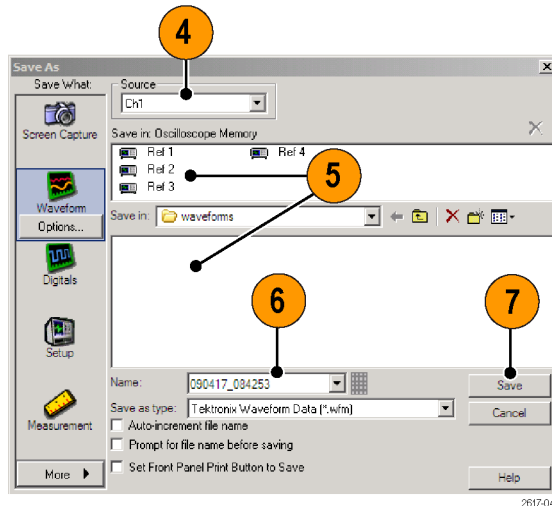 4
Save As
Save What:
Source
Ch1
Screen Capture
Save in: Oscilloscope Memory
Ref 1
Ref 4
Ref 2
Ref 3
5
Waveform
Options...
Save in:
waveforms
Digitals
Setup
6
7
Name:
090417_084253
Save
Save as type:
Tektronix Waveform Data (*.wfm)
Cancel
Measurement
Auto-increment file name
Prompt for file name before saving
Set Front Panel Print Button to Save
More
Help
2617-04